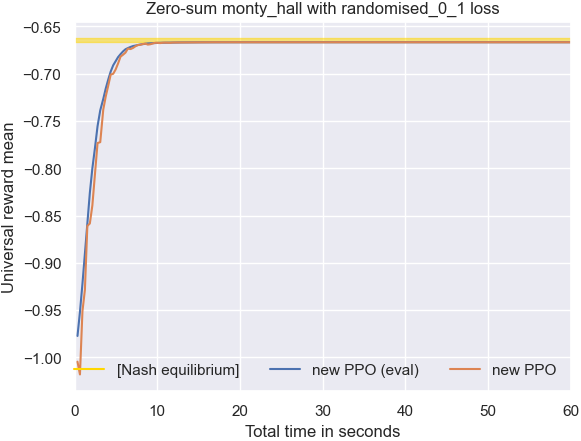 Zero-sum monty_hall with randomised_0_1 loss
Universal reward mean
−0.65
−0.70
−0.75
−0.80
−0.85
−0.90
−0.95
−1.00
[Nash equilibrium]
new PPO (eval)
new PPO
0 10 20 30 40 50 60
Total time in seconds